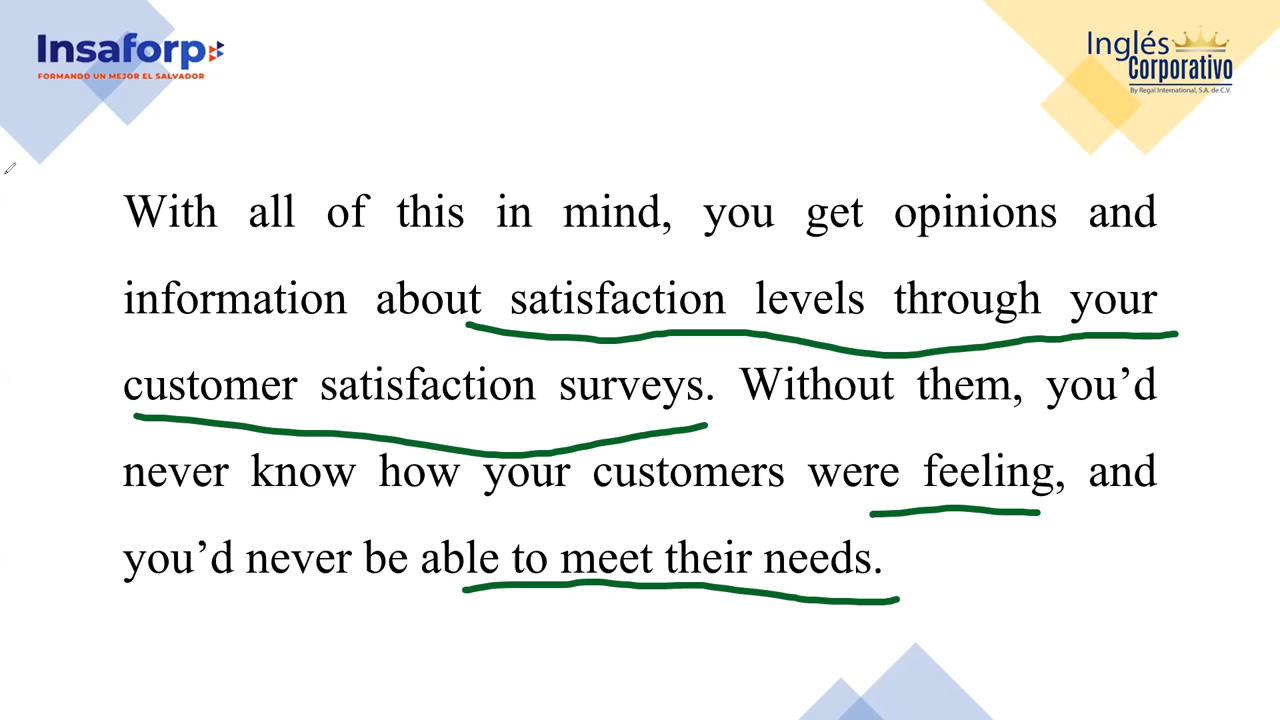 Insaforp
FORMANDO UN MEJOR EL SALVADOR
Inglés
Corporativo
By Regal International, S.A. de C.V.
With all of this in mind, you get opinions and
information about satisfaction levels through your
customer satisfaction surveys. Without them, you’d
never know how your customers were feeling, and
you’d never be able to meet their needs.